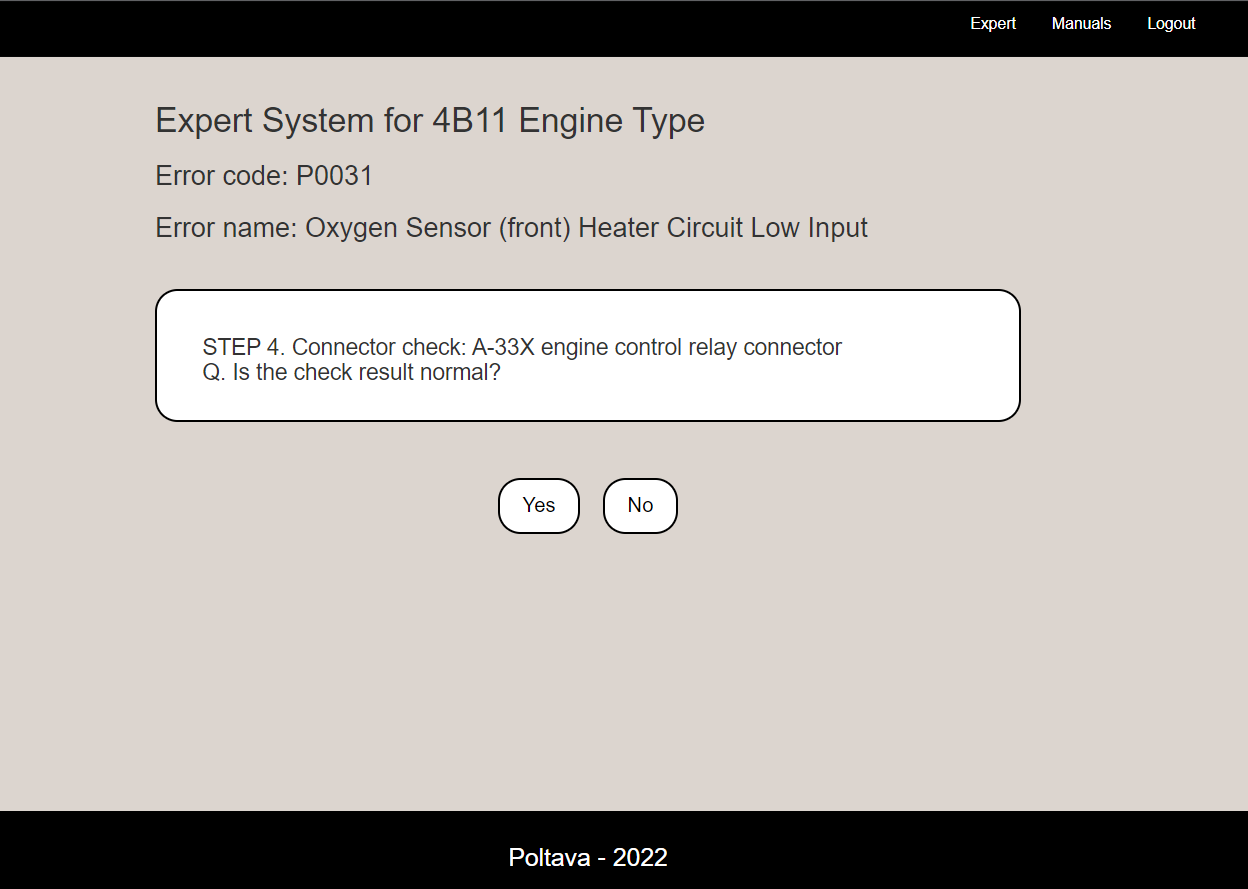 Expert Manuals Logout
Expert System for 4B11 Engine Type
Error code: P0031
Error name: Oxygen Sensor (front) Heater Circuit Low Input
STEP 4. Connector check: A-33X engine control relay connector
Q. Is the check result normal?
Yes No
Poltava - 2022